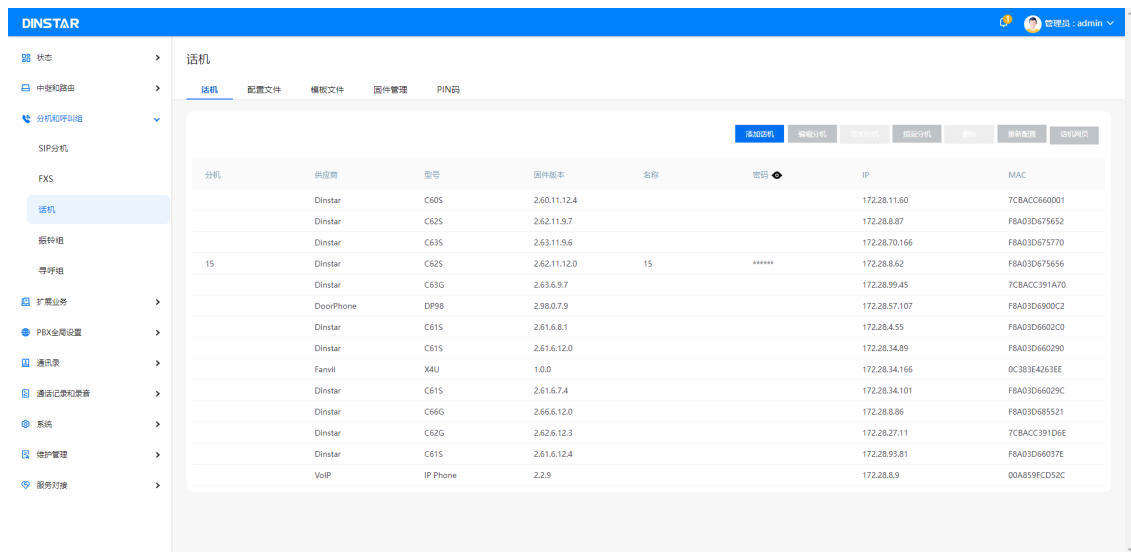 DINSTAR
管理员 : admin
状态
中继和路由
分机和呼叫组
SIP分机
FXS
话机
振铃组
寻呼组
扩展业务
PBX全局设置
通讯录
通话记录和录音
系统
维护管理
服务对接
话机
话机 配置文件 模板文件 固件管理 PIN码
添加话机 编辑分机 添加分机 绑定分机 删除 重新配置 话机网页
分机 供应商 型号 固件版本 名称 密码 IP MAC
Dinstar C60S 2.60.11.12.4 172.28.11.60 7CBACC660001
Dinstar C62S 2.62.11.9.7 172.28.8.87 F8A03D675652
Dinstar C63S 2.63.11.9.6 172.28.70.166 F8A03D675770
15 Dinstar C62S 2.62.11.12.0 15 ****** 172.28.8.62 F8A03D675656
Dinstar C63G 2.63.6.9.7 172.28.99.45 7CBACC391A70
DoorPhone DP98 2.98.0.7.9 172.28.57.107 F8A03D6900C2
Dinstar C61S 2.61.6.8.1 172.28.4.55 F8A03D6602C0
Dinstar C61S 2.61.6.12.0 172.28.34.89 F8A03D660290
Fanvil X4U 1.0.0 172.28.34.166 0C383E4263EE
Dinstar C61S 2.61.6.7.4 172.28.34.101 F8A03D66029C
Dinstar C66G 2.66.6.12.0 172.28.8.86 F8A03D685521
Dinstar C62G 2.62.6.12.3 172.28.27.11 7CBACC391D6E
Dinstar C61S 2.61.6.12.4 172.28.93.81 F8A03D66037E
VoIP IP Phone 2.2.9 172.28.8.9 00A859FCD52C